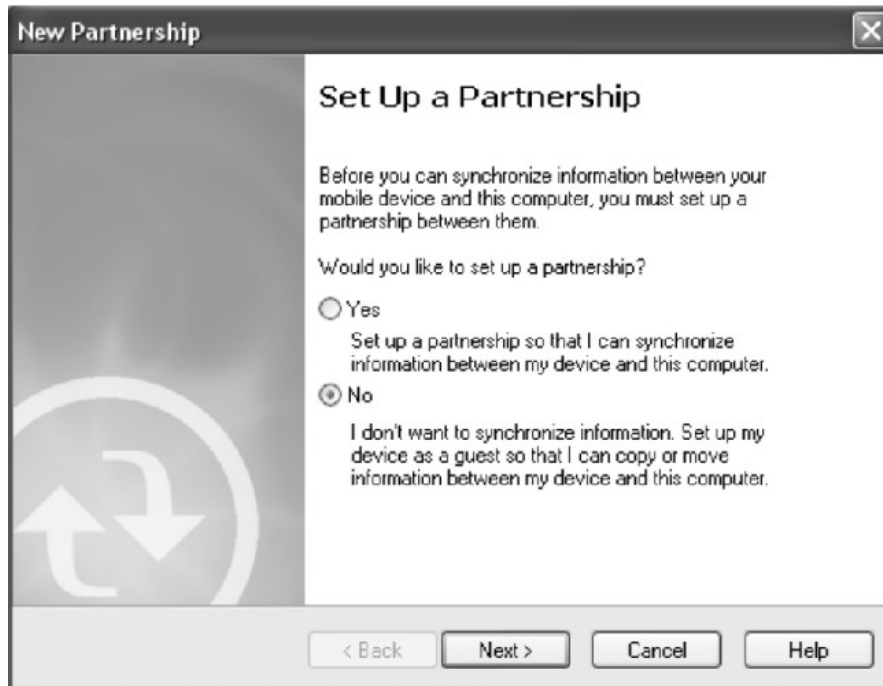 New Partnership
Set Up a Partnership
Before you can synchronize information between your
mobile device and this computer, you must set up a
partnership between them.
Would you like to set up a partnership?
Yes
Set up a partnership so that I can synchronize
information between my device and this computer.
No
I don't want to synchronize information. Set up my
device as a guest so that I can copy or move
information between my device and this computer.
< Back Next > Cancel Help